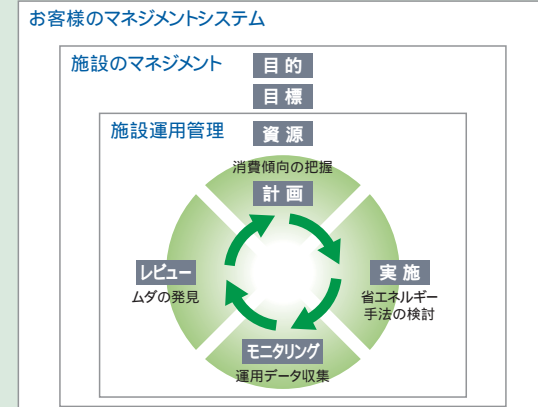 お客様のマネジメントシステム
施設のマネジメント
目的
目標
施設運用管理
資源
消費傾向の把握
計画
レビュー
ムダの発見
実施
省エネルギー
手法の検討
モニタリング
運用データ収集